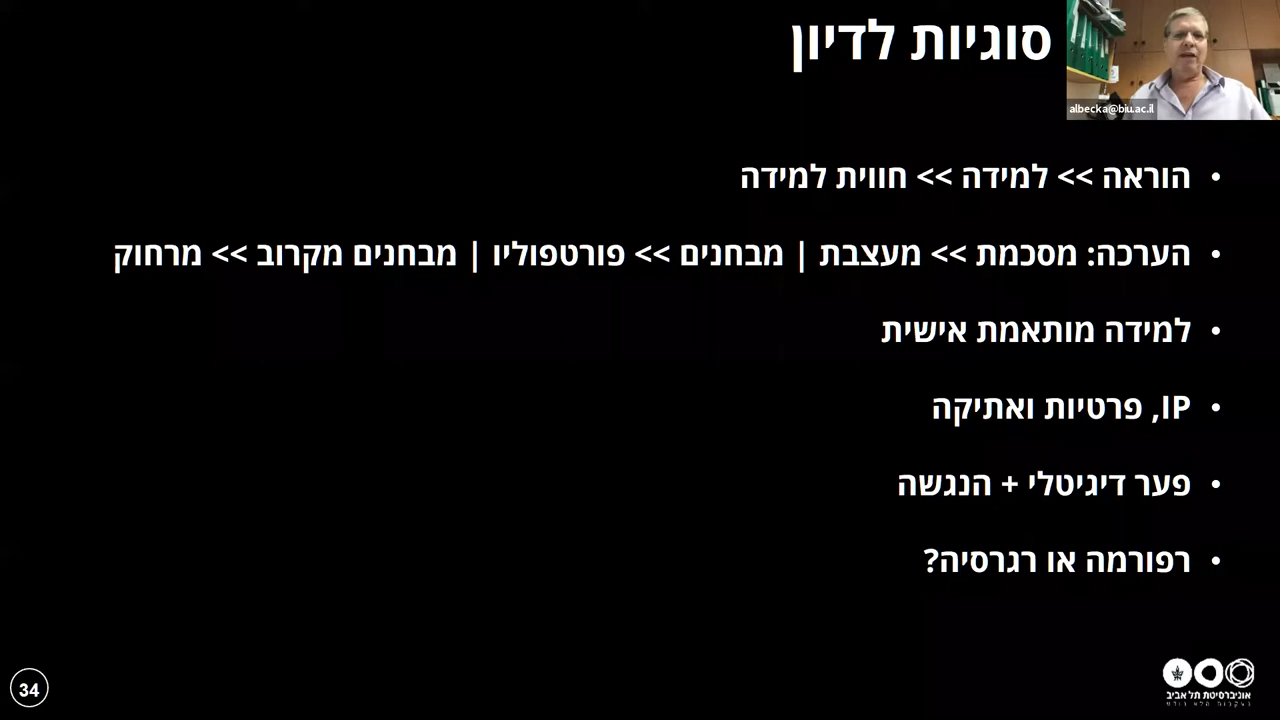 סוגיות לדיון
albecka@biu.ac.il
• הוראה >> למידה >> חווית למידה
• הערכה: מסכמת >> מעצבת | מבחנים >> פורטפוליו | מבחנים מקרוב >> מרחוק
• למידה מותאמת אישית
• IP, פרטיות ואתיקה
• פער דיגיטלי + הנגשה
• רפורמה או רגרסיה?
34
אוניברסיטת תל אביב